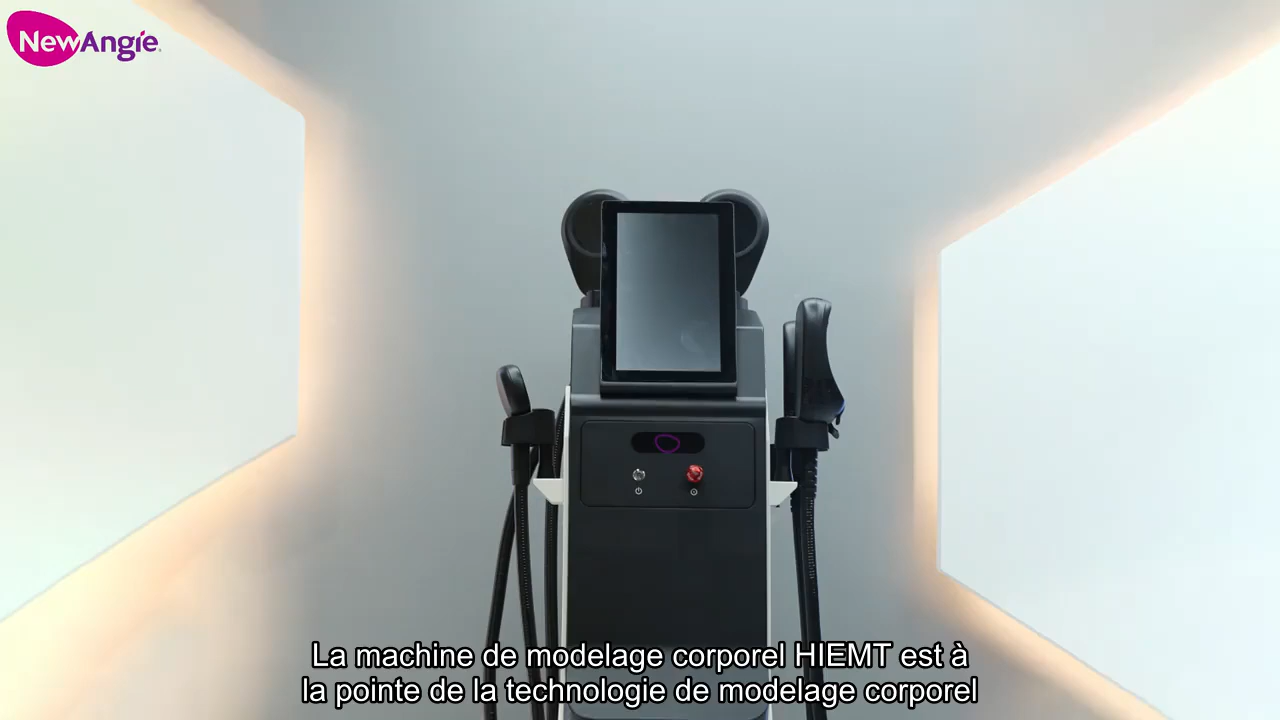 NewAngie
La machine de modelage corporel HIEMT est à
la pointe de la technologie de modelage corporel